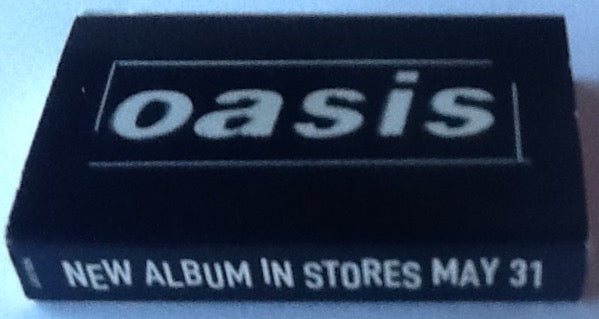 oasis
NEW ALBUM IN STORES MAY 31